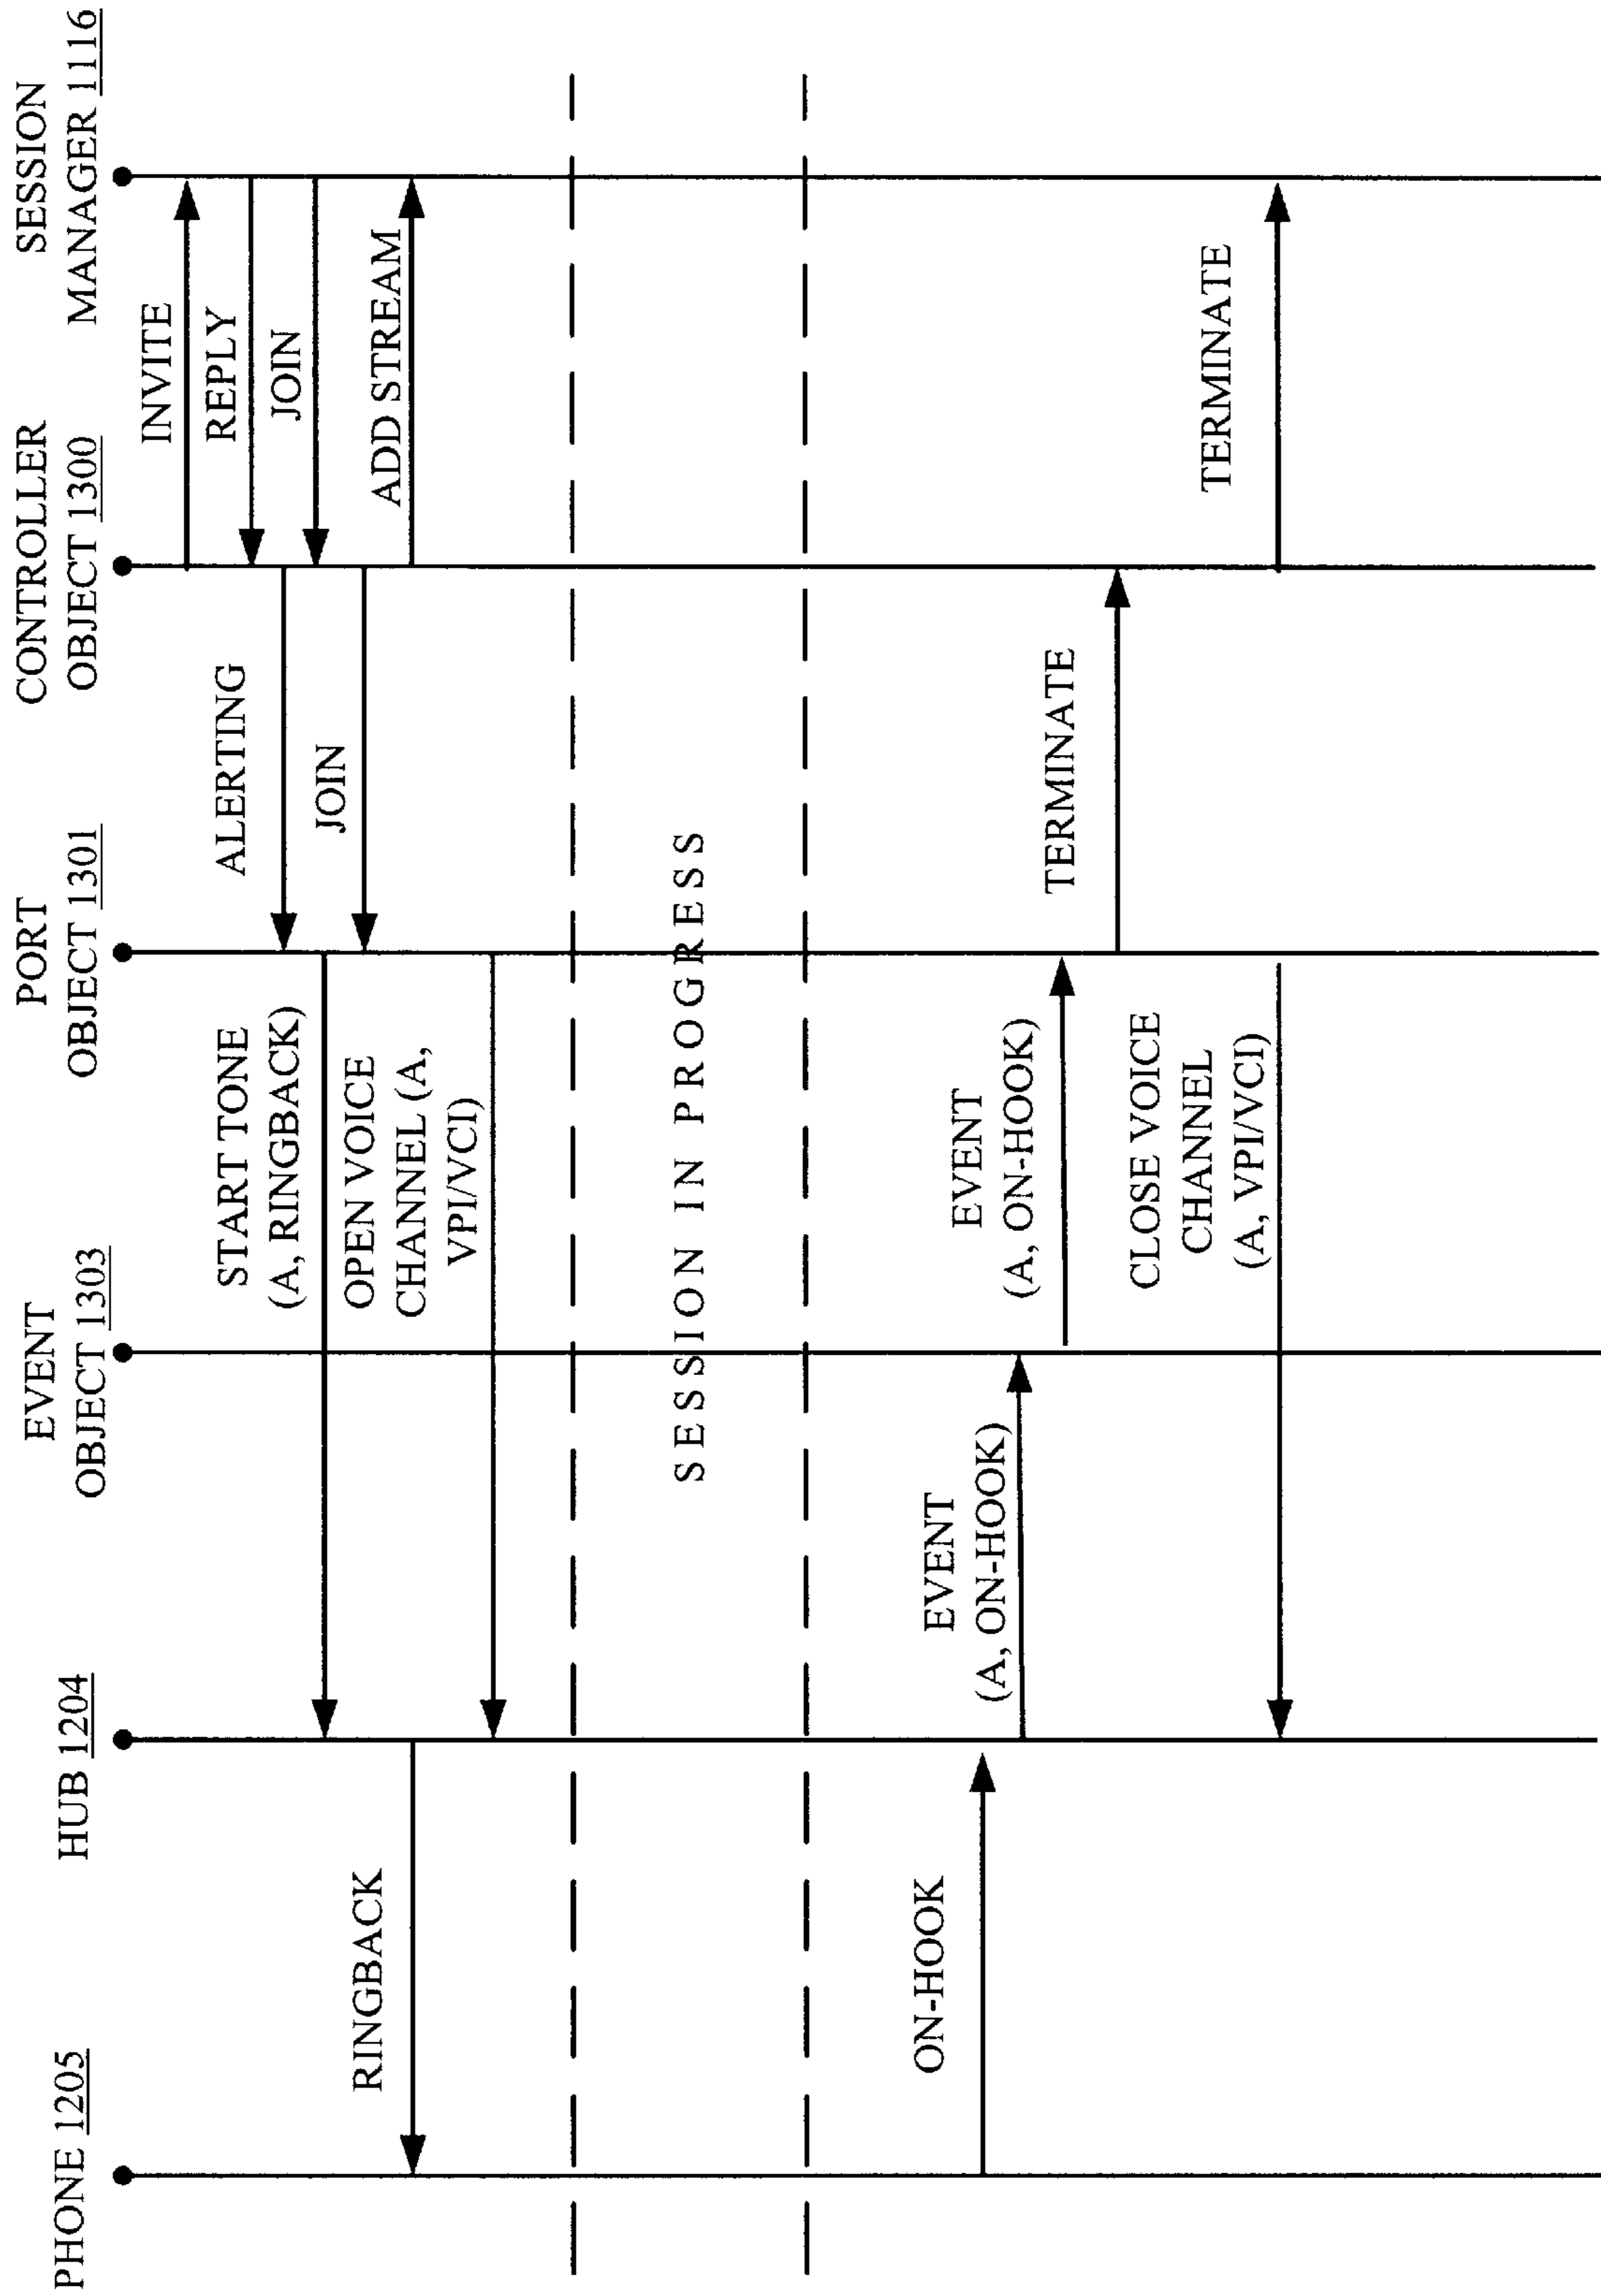 PHONE 1205
HUB 1204
EVENT
OBJECT 1303
PORT
OBJECT 1301
CONTROLLER
OBJECT 1300
SESSION
MANAGER 1116
INVITE
REPLY
JOIN
ADD STREAM
ALERTING
JOIN
START TONE
(A, RINGBACK)
OPEN VOICE
CHANNEL (A,
VPI/VCI)
RINGBACK
SESSION IN PROGRESS
ON-HOOK
EVENT
(A, ON-HOOK)
EVENT
(A, ON-HOOK)
TERMINATE
CLOSE VOICE
CHANNEL
(A, VPI/VCI)
TERMINATE